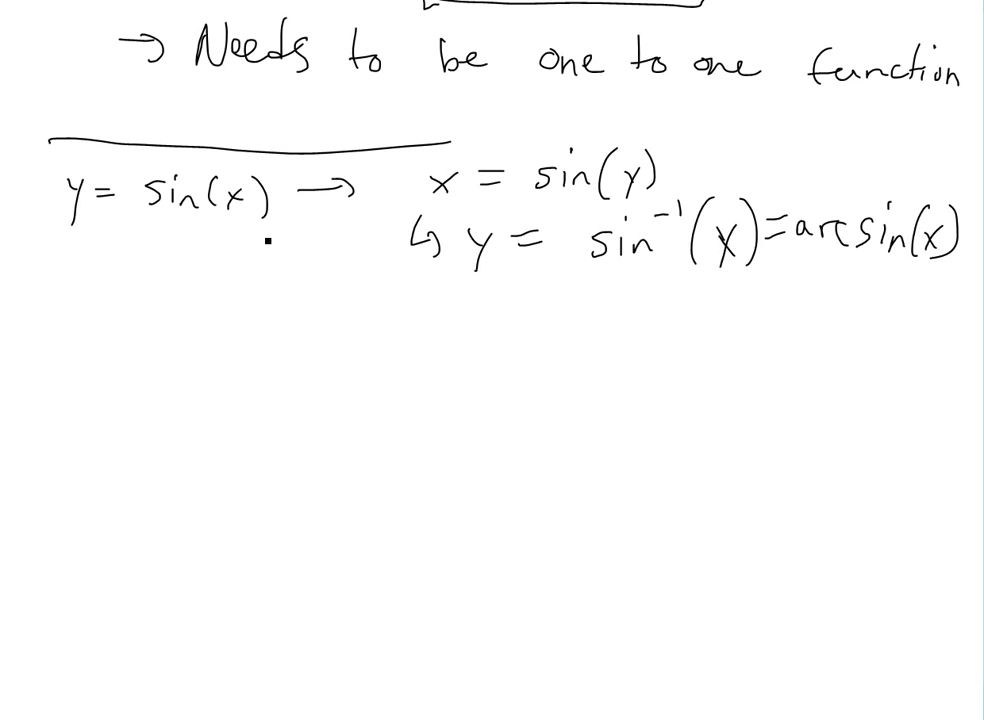 → Needs to be one to one function
y = sin(x) → x = sin(y)
↳ y = sin⁻¹(x) = arcsin(x)